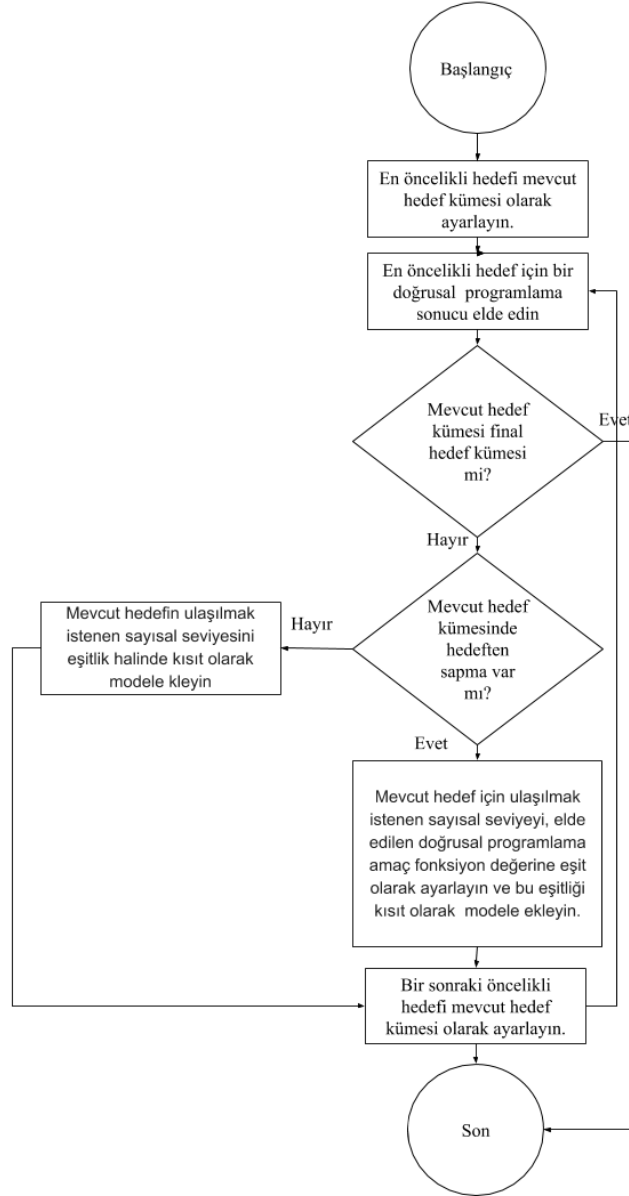 Başlangıç
En öncelikli hedefi mevcut
hedef kümesi olarak
ayarlayın.
En öncelikli hedef için bir
doğrusal programlama
sonucu elde edin
Mevcut hedef
kümesi final
hedef kümesi
mi?
Evet
Hayır
Mevcut hedef
kümesinde
hedeften
sapma var
mı?
Hayır
Mevcut hedefin ulaşılmak
istenen sayısal seviyesini
eşitlik halinde kısıt olarak
modele kleyin
Evet
Mevcut hedef için ulaşılmak
istenen sayısal seviyeyi, elde
edilen doğrusal programlama
amaç fonksiyon değerine eşit
olarak ayarlayın ve bu eşitliği
kısıt olarak modele ekleyin.
Bir sonraki öncelikli
hedefi mevcut hedef
kümesi olarak ayarlayın.
Son